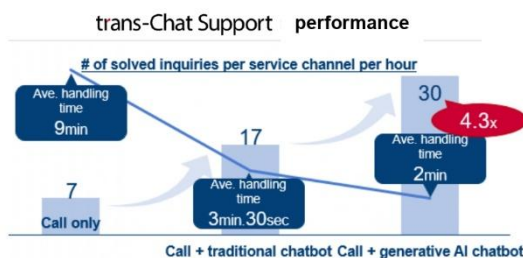 trans-Chat Support performance
# of solved inquiries per service channel per hour
Ave. handling
time
9min
7
Call only
17
Ave. handling
time
3min.30sec
Call + traditional chatbot
30
4.3x
Ave. handling
time
2min
Call + generative AI chatbot